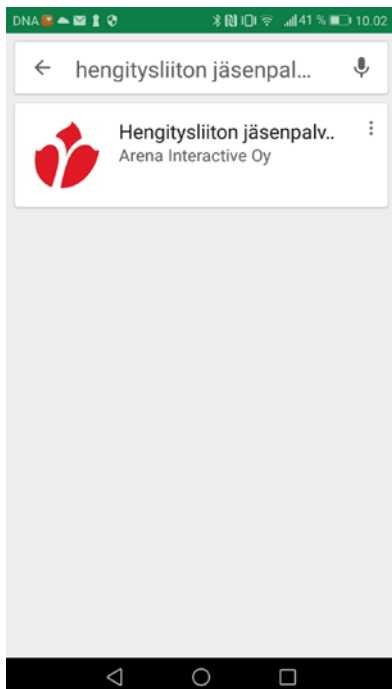 DNA 41 % 10.02
hengitysliiton jäsenpal...
Hengitysliiton jäsenpalv..
Arena Interactive Oy